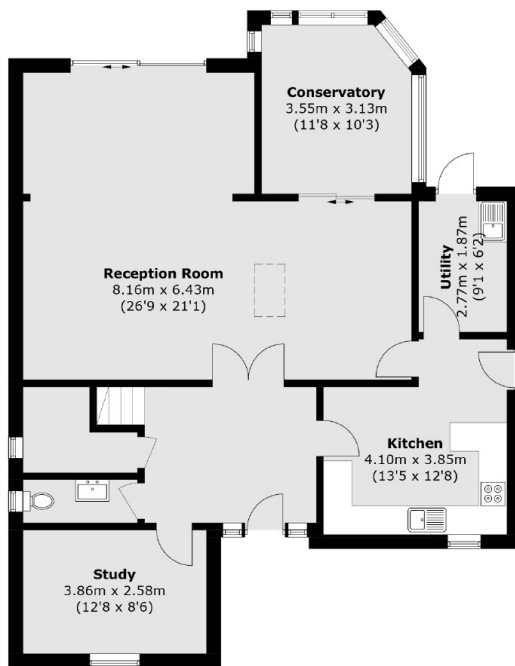 Conservatory
3.55m x 3.13m
(11'8 x 10'3)
Reception Room
8.16m x 6.43m
(26'9 x 21'1)
Utility
2.77m x 1.87m
(9'1 x 6'2)
Kitchen
4.10m x 3.85m
(13'5 x 12'8)
Study
3.86m x 2.58m
(12'8 x 8'6)